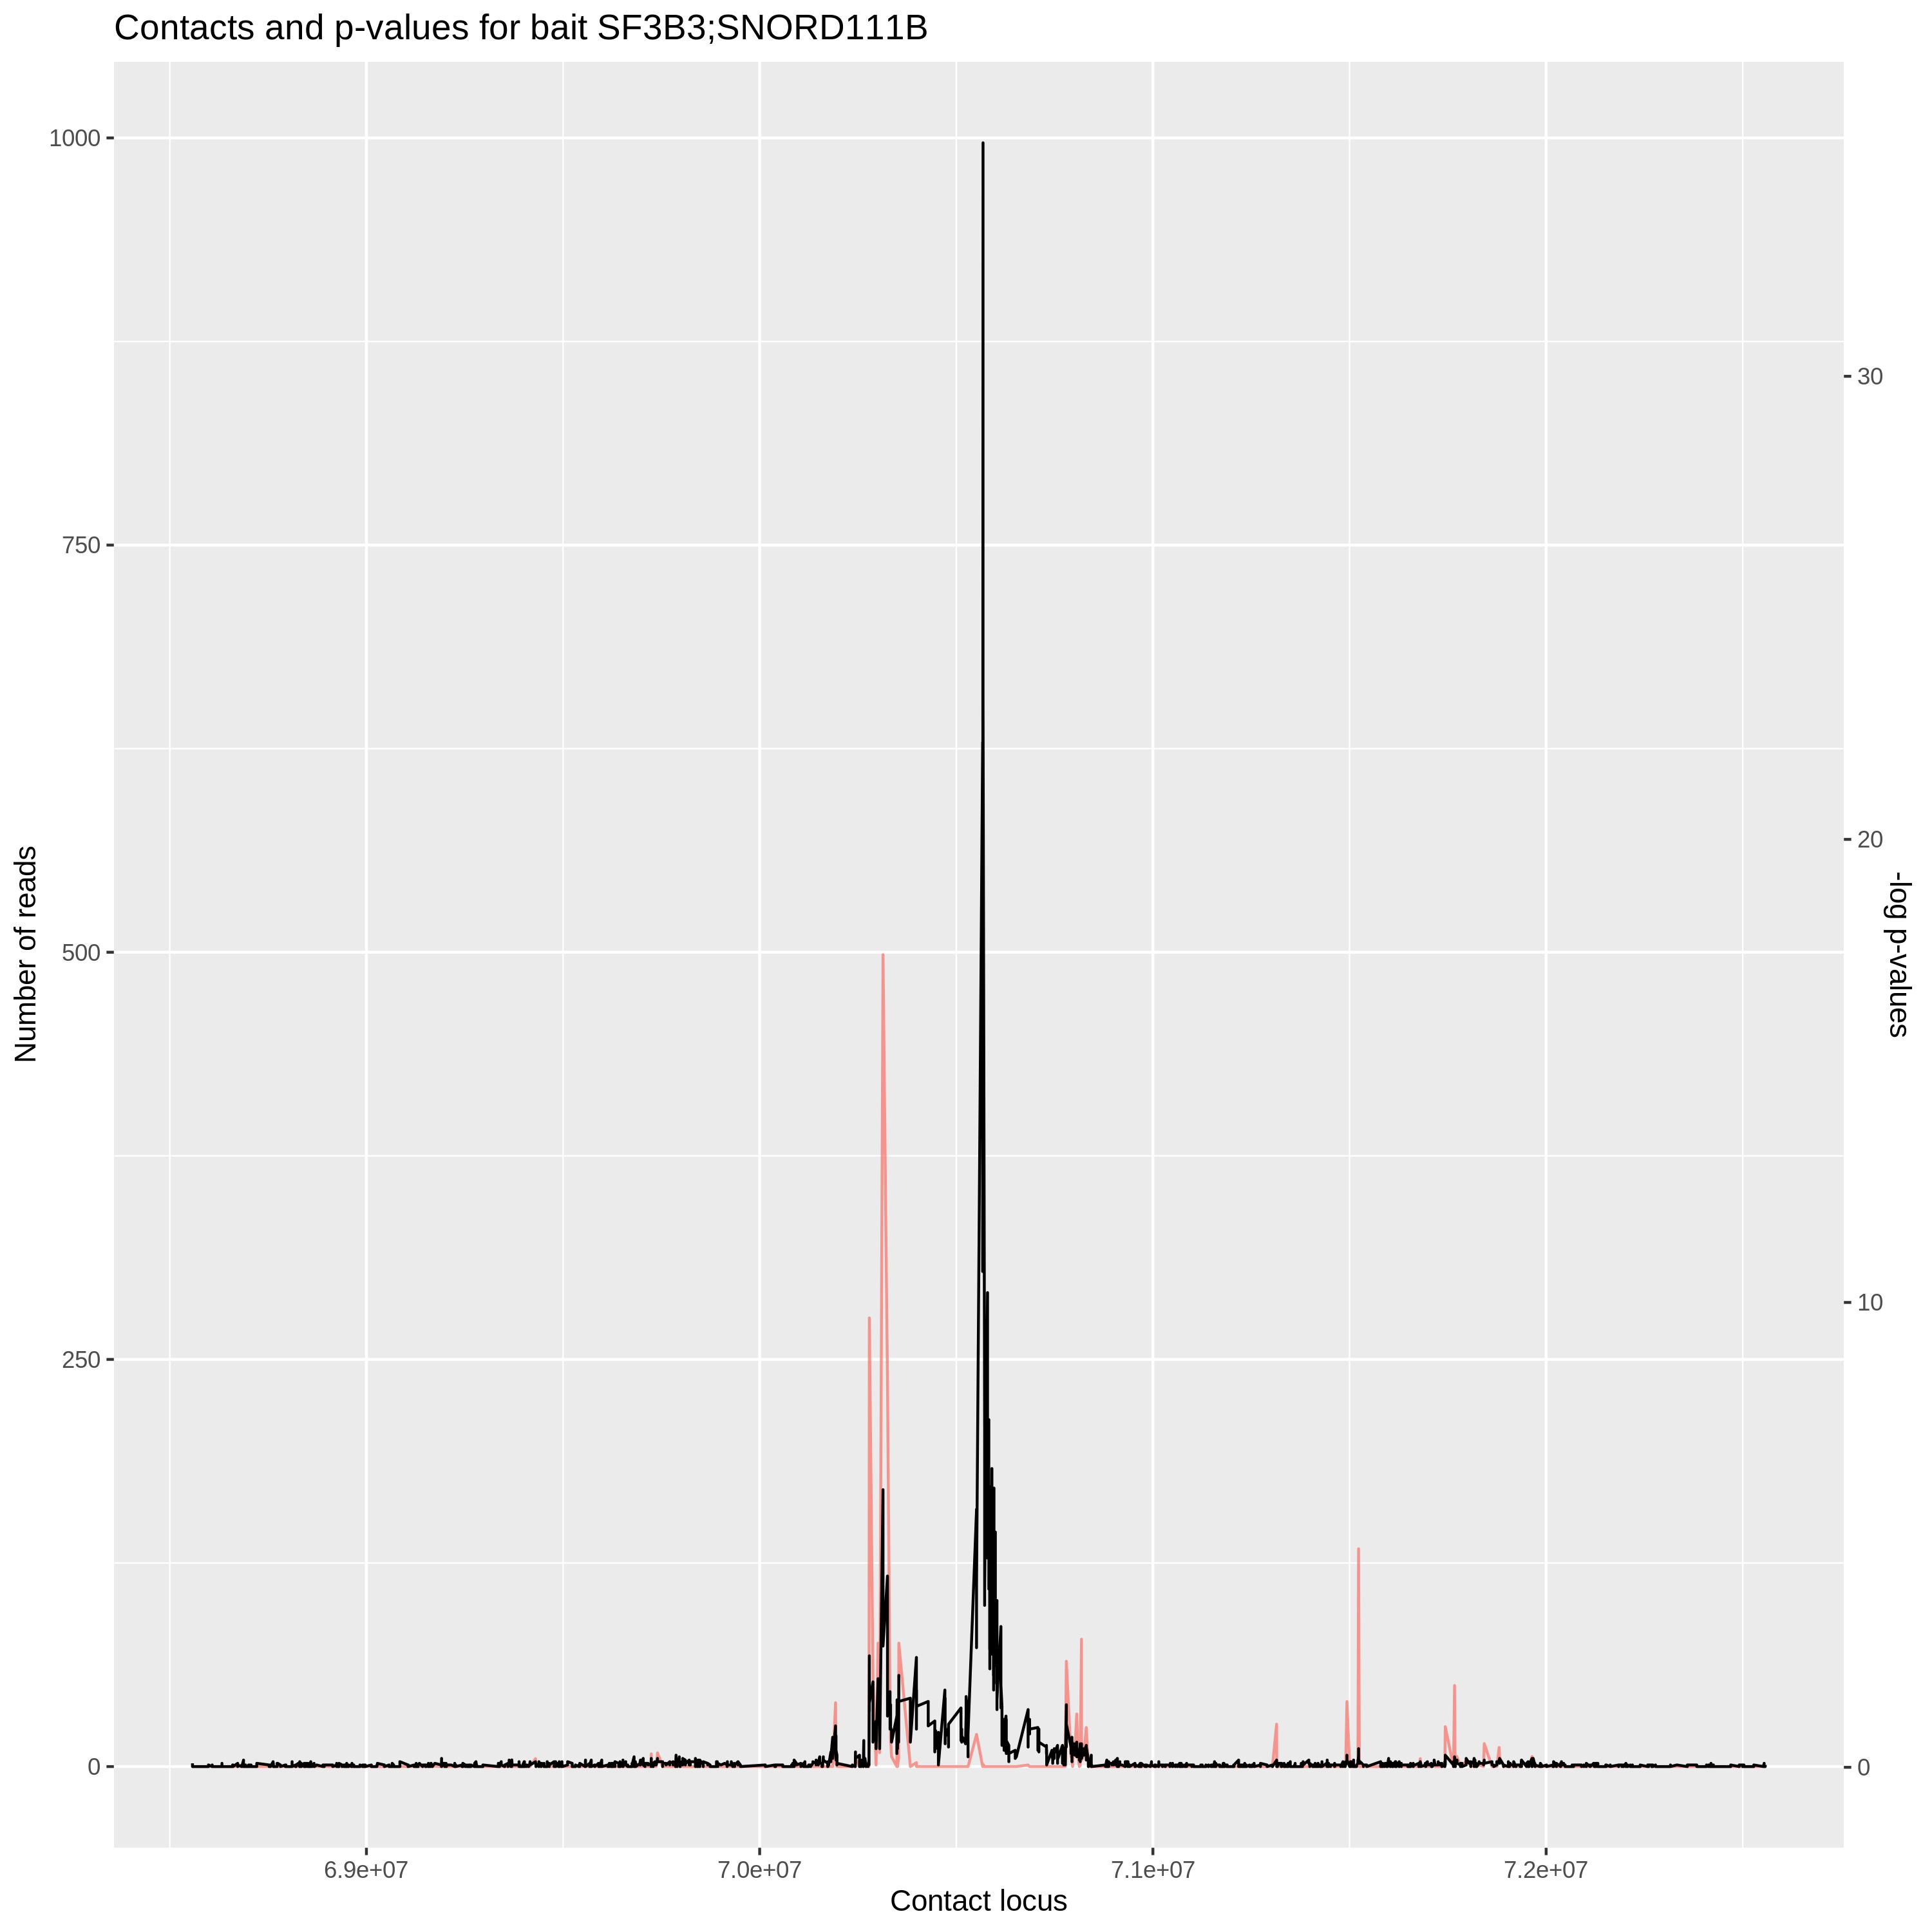 Contacts and p-values for bait SF3B3;SNORD111B
1000
750
500
250
0
Number of reads
30
20
10
0
-log p-values
6.9e+07
7.0e+07
7.1e+07
7.2e+07
Contact locus